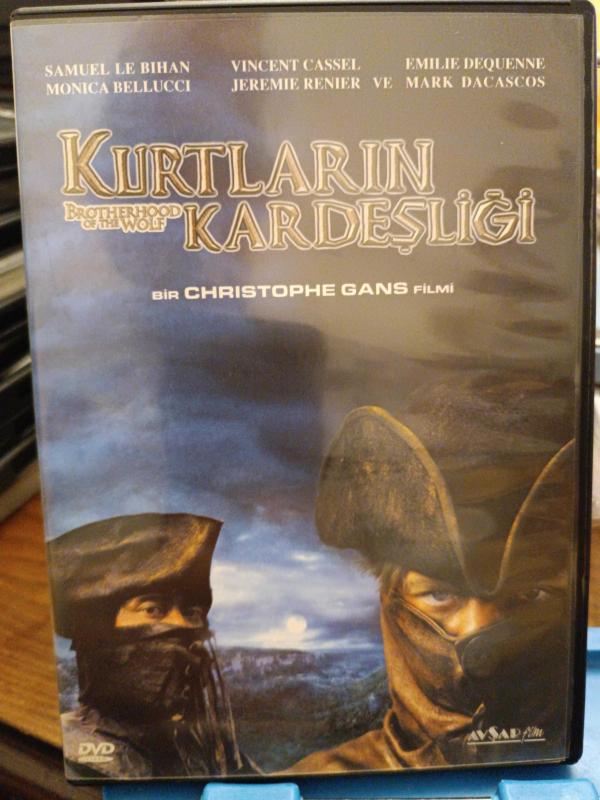 SAMUEL LE BIHAN VINCENT CASSEL EMILIE DEQUENNE
MONICA BELLUCCI JEREMIE RENIER VE MARK DACASCOS
KURTLARIN
BROTHERHOOD
OF THE WOLF
KARDEŞLİĞİ
BİR CHRISTOPHE GANS FİLMİ
AVŞAR film
DVD
VIDEO